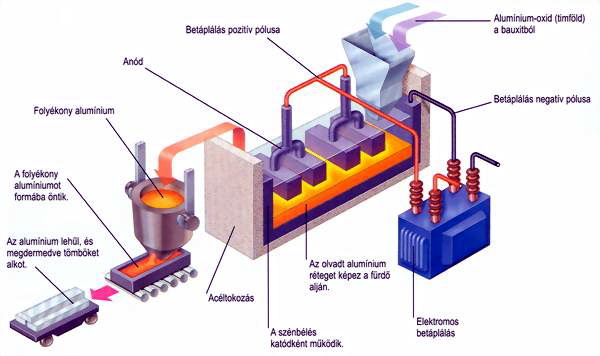 Betáplálás pozitív pólusa
Alumínium-oxid (timföld)
a bauxitból
Anód
Betáplálás negatív pólusa
Folyékony alumínium
A folyékony
alumíniumot
formába öntik.
Az alumínium lehűl, és
megdermedve tömböket
alkot.
Acéltokozás
A szénbélés
katódként működik.
Az olvadt alumínium
réteget képez a fürdő
alján.
Elektromos
betáplálás